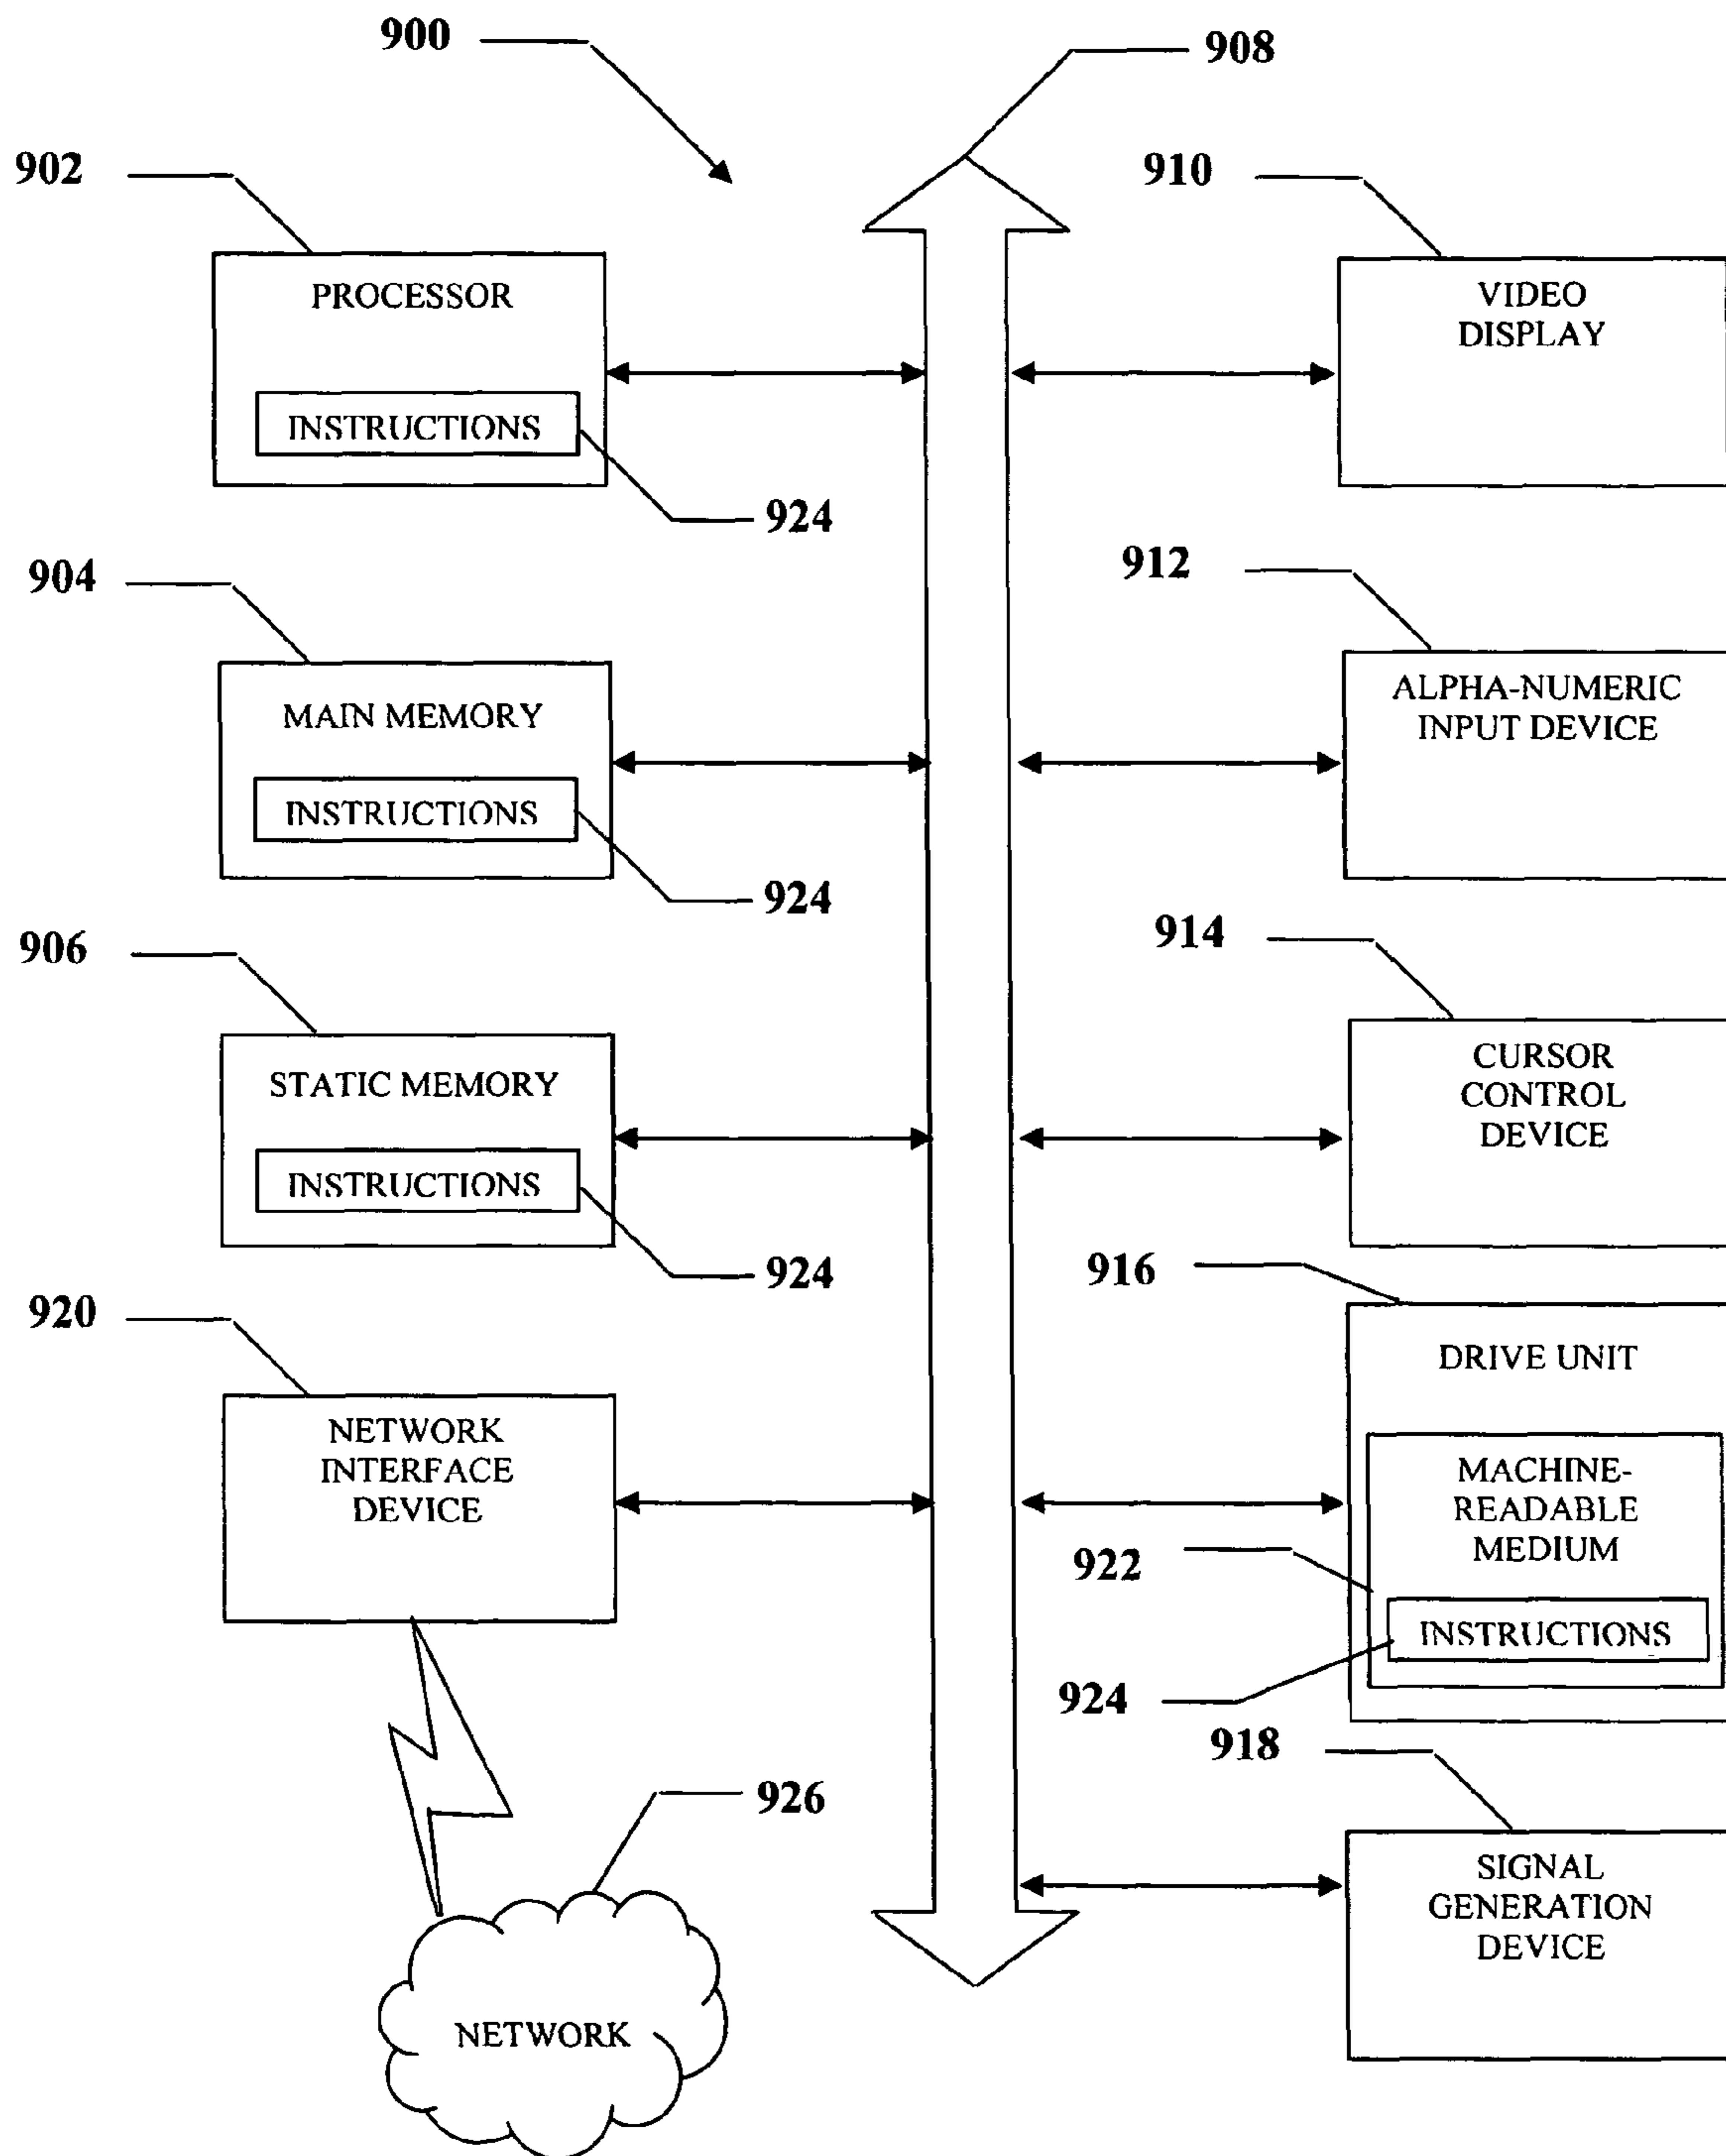 900
908
902
910
PROCESSOR
INSTRUCTIONS
924
VIDEO
DISPLAY
904
912
MAIN MEMORY
INSTRUCTIONS
924
ALPHA-NUMERIC
INPUT DEVICE
906
914
STATIC MEMORY
INSTRUCTIONS
924
CURSOR
CONTROL
DEVICE
920
916
NETWORK
INTERFACE
DEVICE
DRIVE UNIT
MACHINE-
READABLE
MEDIUM
922
INSTRUCTIONS
924
918
926
SIGNAL
GENERATION
DEVICE
NETWORK